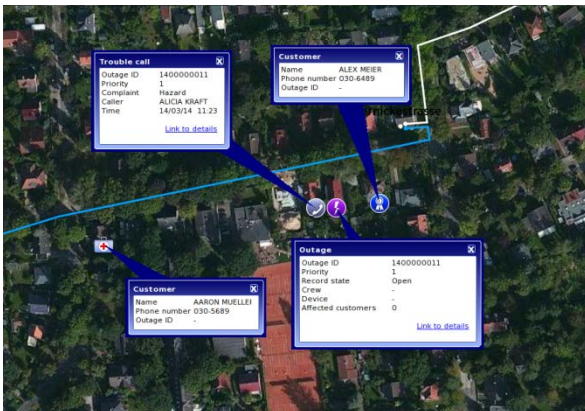 Trouble call
Outage ID 1400000011
Priority 1
Complaint Hazard
Caller ALICIA KRAFT
Time 14/03/14 11:23
Link to details
Customer
Name ALEX MEIER
Phone number 030-6489
Outage ID -
Customer
Name AARON MUELLEI
Phone number 030-5689
Outage ID -
Outage
Outage ID 1400000011
Priority 1
Record state Open
Crew -
Device -
Affected customers 0
Link to details